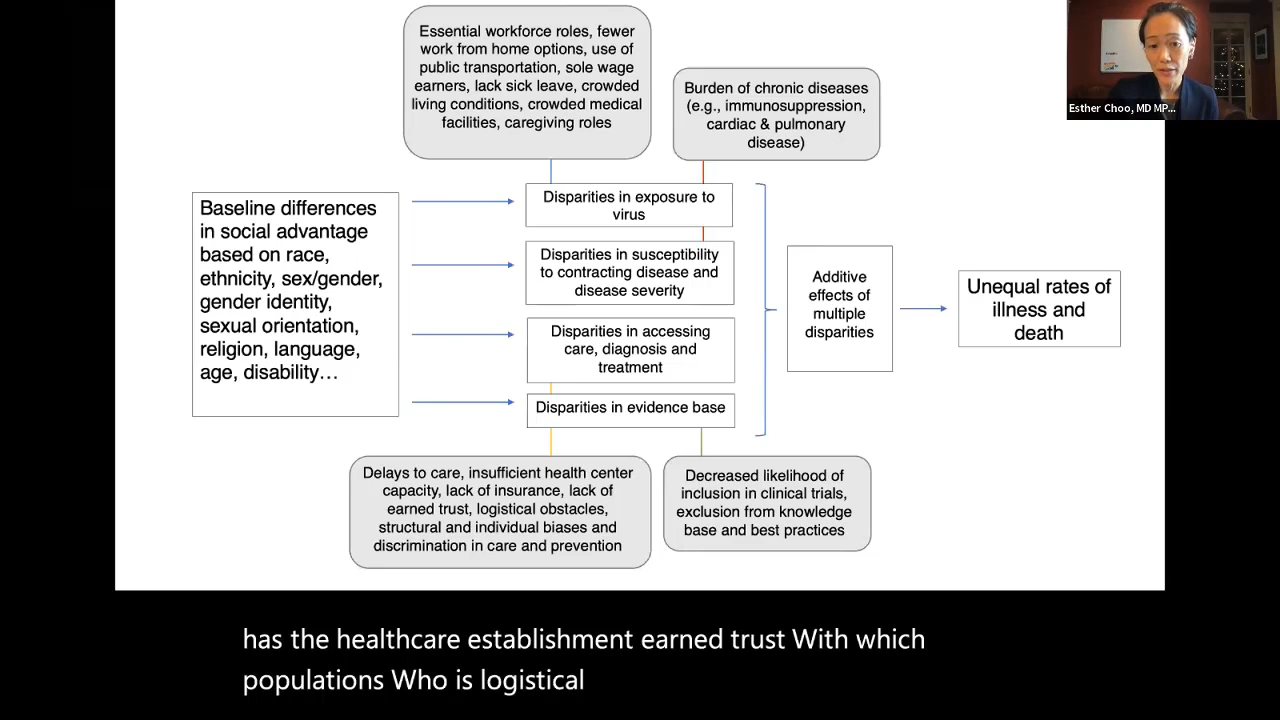 Essential workforce roles, fewer
work from home options, use of
public transportation, sole wage
earners, lack sick leave, crowded
living conditions, crowded medical
facilities, caregiving roles
Burden of chronic diseases
(e.g., immunosuppression,
cardiac & pulmonary
disease)
Esther Choo, MD MP...
Baseline differences
in social advantage
based on race,
ethnicity, sex/gender,
gender identity,
sexual orientation,
religion, language,
age, disability…
Disparities in exposure to
virus
Disparities in susceptibility
to contracting disease and
disease severity
Disparities in accessing
care, diagnosis and
treatment
Disparities in evidence base
Additive
effects of
multiple
disparities
Unequal rates of
illness and
death
Delays to care, insufficient health center
capacity, lack of insurance, lack of
earned trust, logistical obstacles,
structural and individual biases and
discrimination in care and prevention
Decreased likelihood of
inclusion in clinical trials,
exclusion from knowledge
base and best practices
has the healthcare establishment earned trust With which
populations Who is logistical